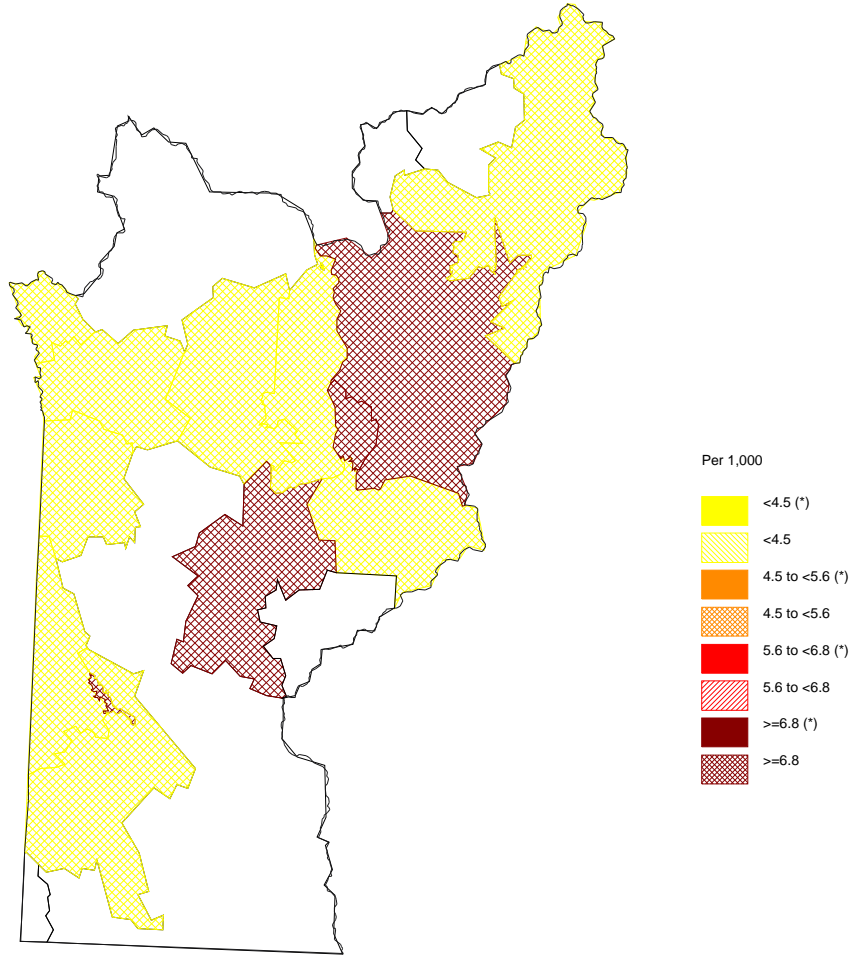 Per 1,000
<4.5 (*)
<4.5
4.5 to <5.6 (*)
4.5 to <5.6
5.6 to <6.8 (*)
5.6 to <6.8
>=6.8 (*)
>=6.8